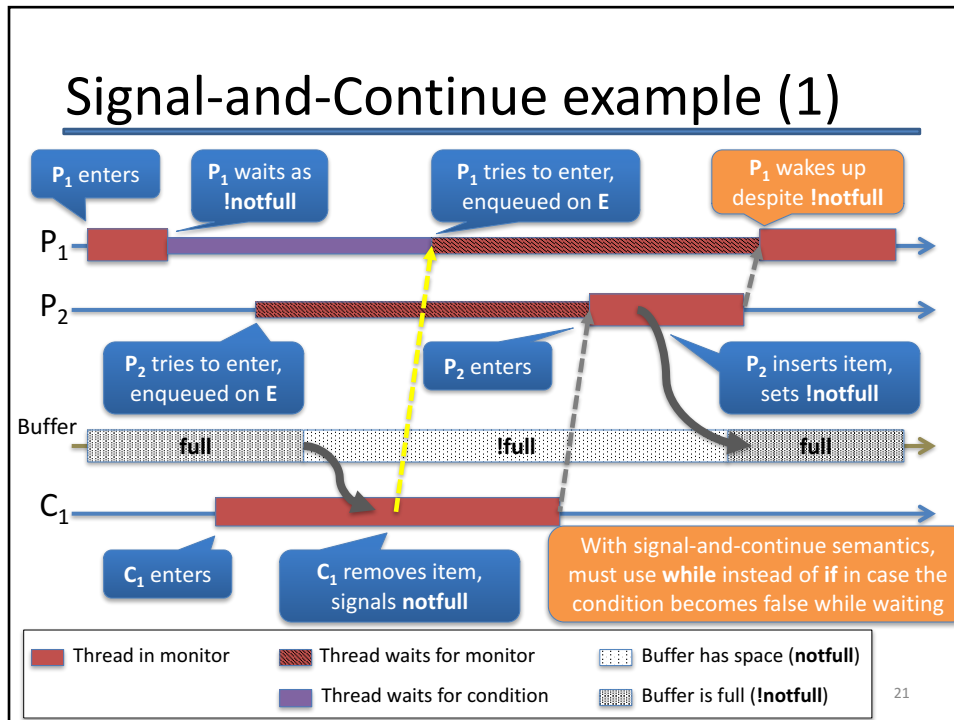 Signal-and-Continue example (1)
P1 enters
P1 waits as
!notfull
P1 tries to enter,
enqueued on E
P1 wakes up
despite !notfull
P1
P2
P2 tries to enter,
enqueued on E
P2 enters
P2 inserts item,
sets !notfull
Buffer
full
!full
full
C1
C1 enters
C1 removes item,
signals notfull
With signal-and-continue semantics,
must use while instead of if in case the
condition becomes false while waiting
Thread in monitor
Thread waits for monitor
Buffer has space (notfull)
Thread waits for condition
Buffer is full (!notfull)
21